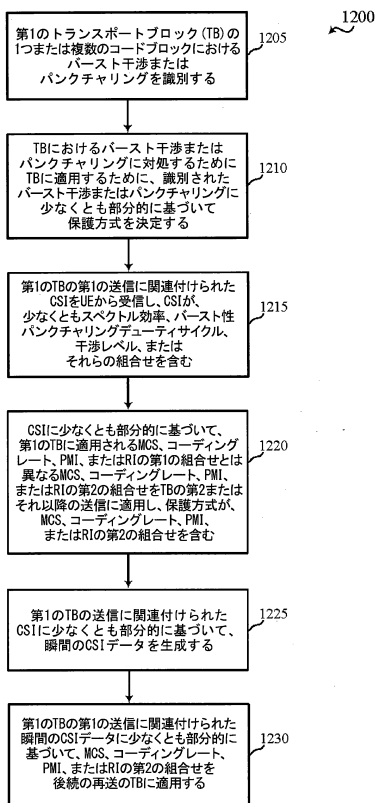 1200
第1のトランスポートブロック(TB)の
1つまたは複数のコードブロックにおける
バースト干渉または
パンクチャリングを識別する
1205
TBにおけるバースト干渉または
パンクチャリングに対処するために
TBに適用するために、識別された
バースト干渉またはパンクチャリングに
少なくとも部分的に基づいて
保護方式を決定する
1210
第1のTBの第1の送信に関連付けられた
CSIをUEから受信し、CSIが、
少なくともスペクトル効率、バースト性
パンクチャリングデューティサイクル、
干渉レベル、または
それらの組合せを含む
1215
CSIに少なくとも部分的に基づいて、
第1のTBに適用されるMCS、コーディング
レート、PMI、またはRIの第1の組合せとは
異なるMCS、コーディングレート、PMI、
またはRIの第2の組合せをTBの第2または
それ以降の送信に適用し、保護方式が、
MCS、コーディングレート、PMI、
またはRIの第2の組合せを含む
1220
第1のTBの送信に関連付けられた
CSIに少なくとも部分的に基づいて、
瞬間のCSIデータを生成する
1225
第1のTBの第1の送信に関連付けられた
瞬間のCSIデータに少なくとも部分的に
基づいて、MCS、コーディングレート、
PMI、またはRIの第2の組合せを
後続の再送のTBに適用する
1230